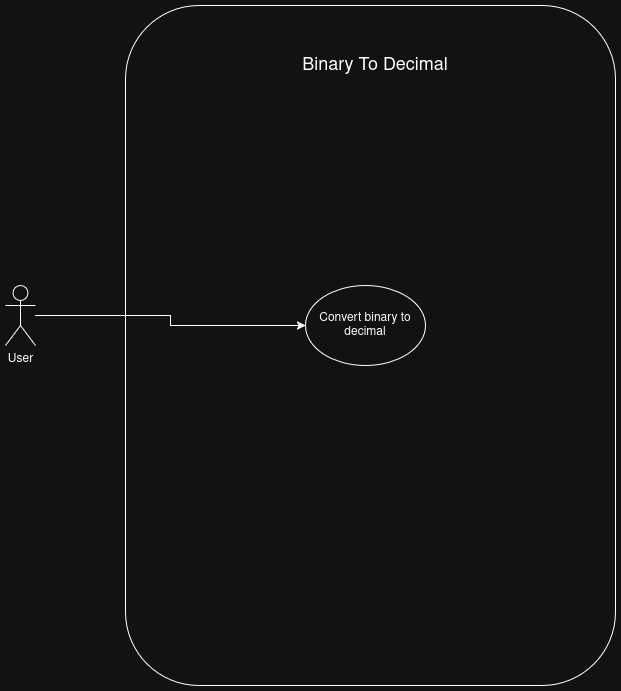 Binary To Decimal
Convert binary to
decimal
User